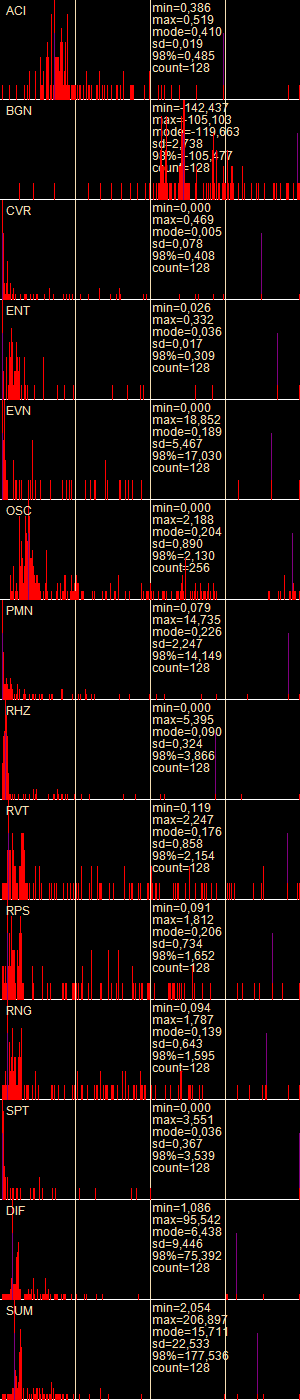 ACI
min=0,386
max=0,519
mode=0,410
sd=0,019
98%=0,485
count=128
BGN
min=-142,437
max=-105,103
mode=-119,663
sd=2,738
98%=-105,477
count=128
CVR
min=0,000
max=0,469
mode=0,005
sd=0,078
98%=0,408
count=128
ENT
min=0,026
max=0,332
mode=0,036
sd=0,017
98%=0,309
count=128
EVN
min=0,000
max=18,852
mode=0,189
sd=5,467
98%=17,030
count=128
OSC
min=0,000
max=2,188
mode=0,204
sd=0,890
98%=2,130
count=256
PMN
min=0,079
max=14,735
mode=0,226
sd=2,247
98%=14,149
count=128
RHZ
min=0,000
max=5,395
mode=0,090
sd=0,324
98%=3,866
count=128
RVT
min=0,119
max=2,247
mode=0,176
sd=0,858
98%=2,154
count=128
RPS
min=0,091
max=1,812
mode=0,206
sd=0,734
98%=1,652
count=128
RNG
min=0,094
max=1,787
mode=0,139
sd=0,643
98%=1,595
count=128
SPT
min=0,000
max=3,551
mode=0,036
sd=0,367
98%=3,539
count=128
DIF
min=1,086
max=95,542
mode=6,438
sd=9,446
98%=75,392
count=128
SUM
min=2,054
max=206,897
mode=15,711
sd=22,533
98%=177,536
count=128